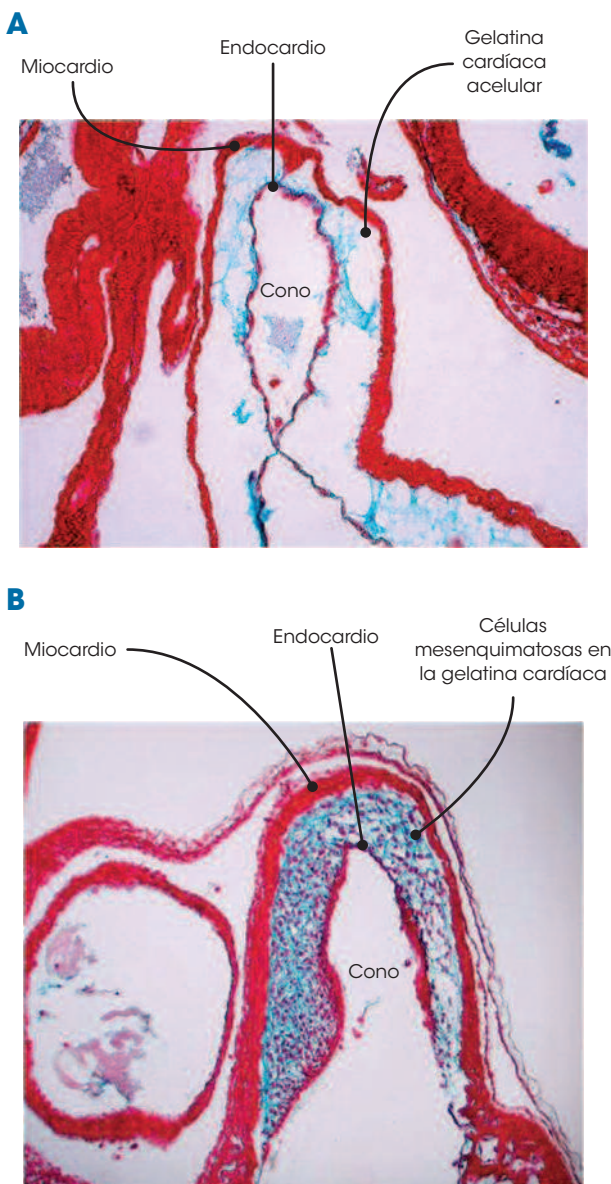 A
Miocardio
Endocardio
Gelatina
cardíaca
acelular
Cono
B
Miocardio
Endocardio
Células
mesenquimatosas en
la gelatina cardíaca
Cono